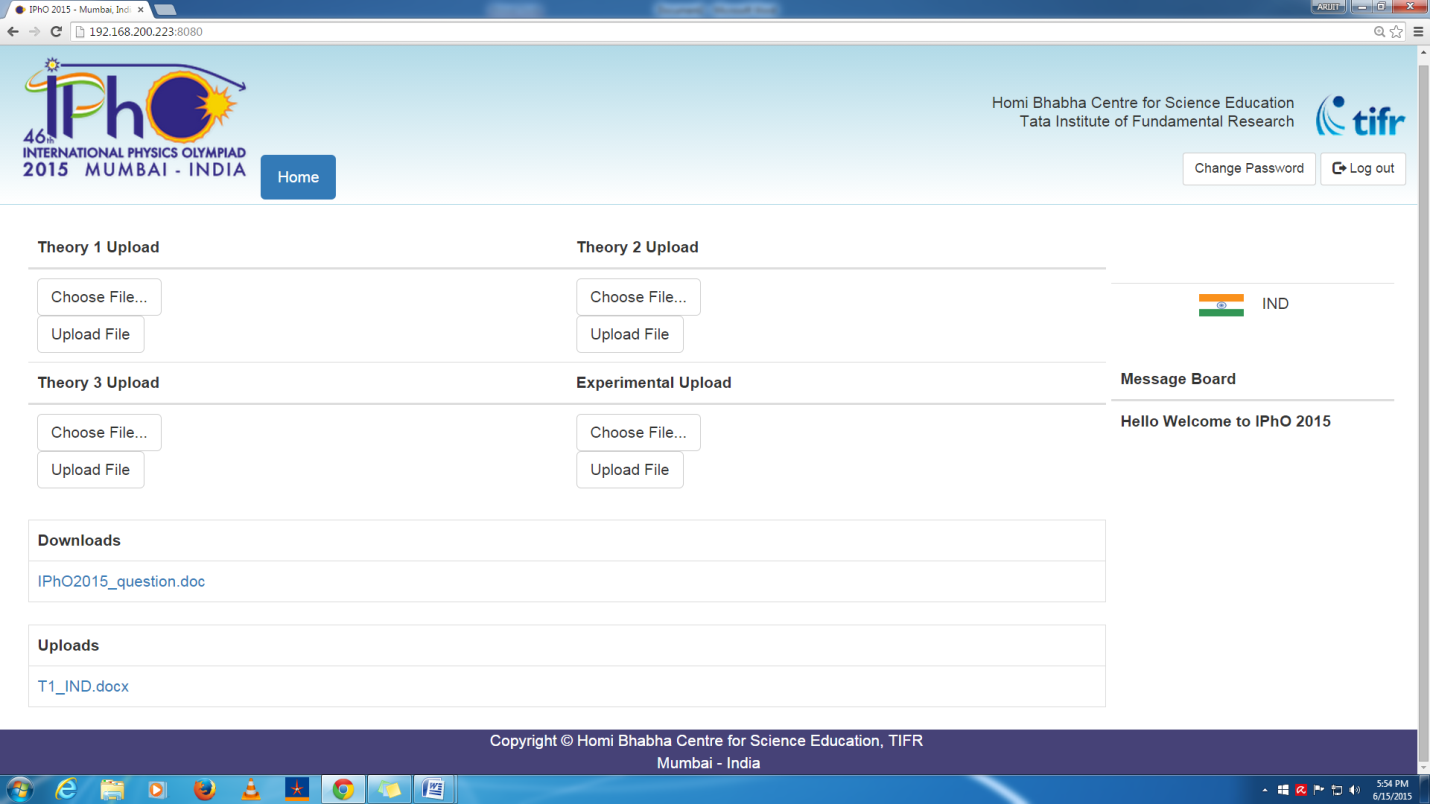 IPhO 2015 - Mumbai, Indi
ARIJIT
192.168.200.223:8080
IPhO
46th
INTERNATIONAL PHYSICS OLYMPIAD
2015 MUMBAI - INDIA
Home
Homi Bhabha Centre for Science Education
Tata Institute of Fundamental Research
tifr
Change Password
Log out
Theory 1 Upload
Theory 2 Upload
Choose File...
Choose File...
Upload File
Upload File
IND
Theory 3 Upload
Experimental Upload
Message Board
Choose File...
Choose File...
Hello Welcome to IPhO 2015
Upload File
Upload File
Downloads
IPhO2015_question.doc
Uploads
T1_IND.docx
Copyright © Homi Bhabha Centre for Science Education, TIFR
Mumbai - India
5:54 PM
6/15/2015